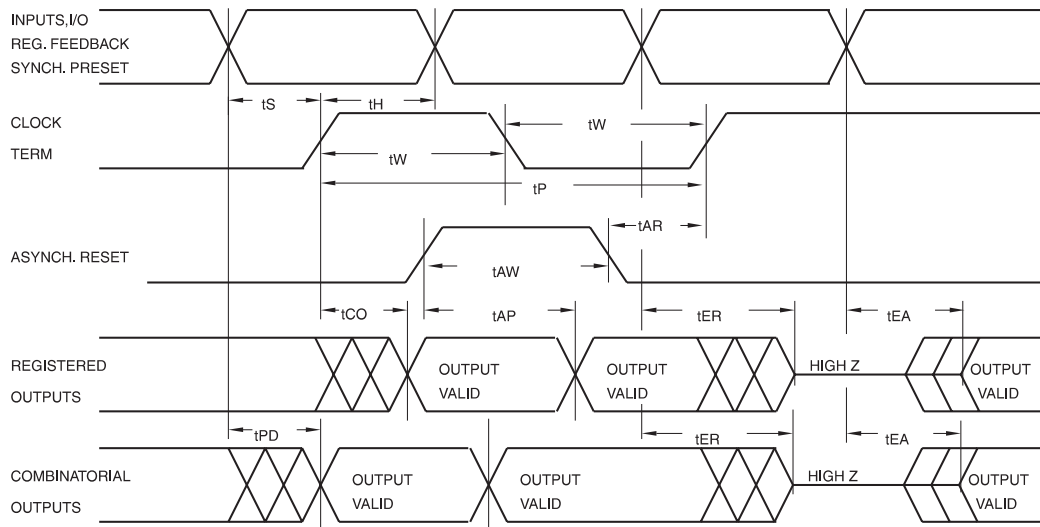 INPUTS,I/O
REG. FEEDBACK
SYNCH. PRESET
tS
tH
tW
CLOCK
TERM
tW
tP
tAR
ASYNCH. RESET
tAW
tCO
tAP
tER
tEA
REGISTERED
OUTPUTS
OUTPUT
VALID
OUTPUT
VALID
HIGH Z
OUTPUT
VALID
tPD
tER
tEA
COMBINATORIAL
OUTPUTS
OUTPUT
VALID
OUTPUT
VALID
HIGH Z
OUTPUT
VALID